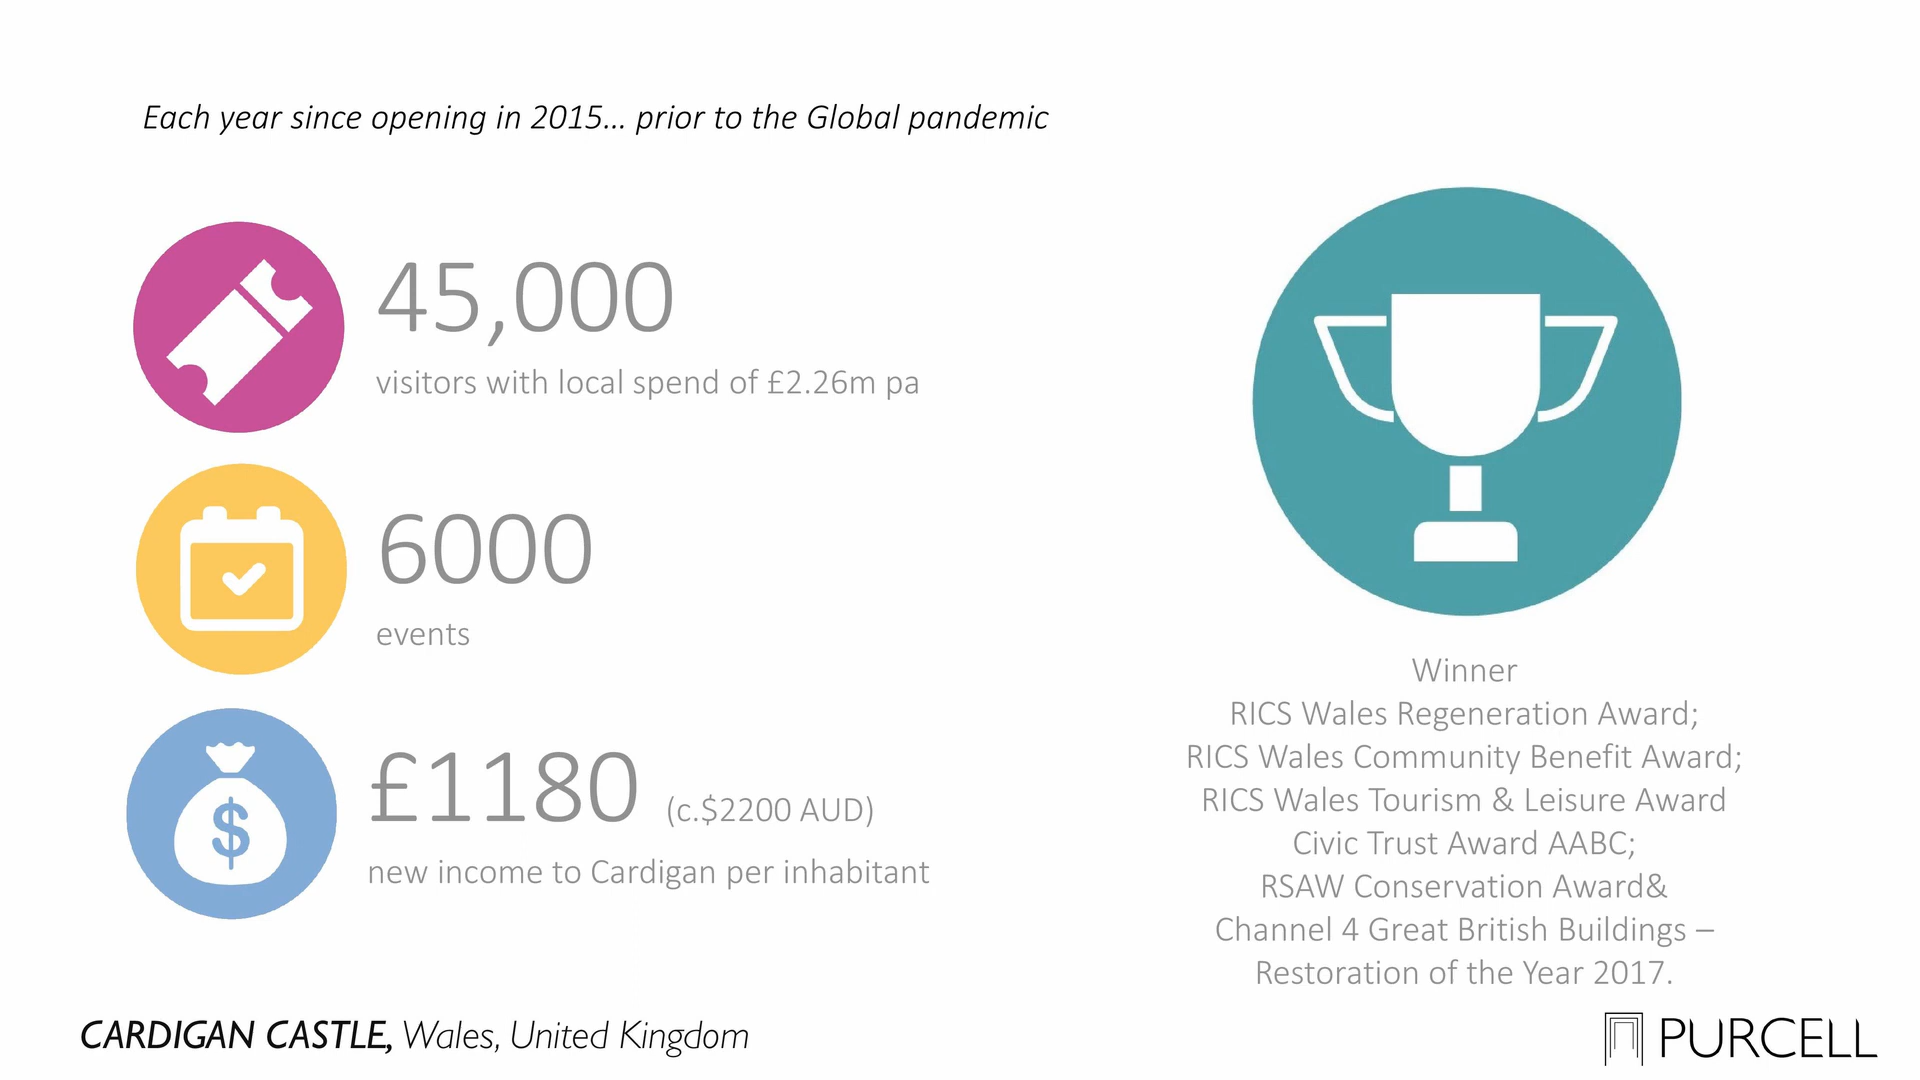 Each year since opening in 2015... prior to the Global pandemic
45,000
visitors with local spend of £2.26m pa
6000
events
$
£1180 (c.$2200 AUD)
new income to Cardigan per inhabitant
Winner
RICS Wales Regeneration Award;
RICS Wales Community Benefit Award;
RICS Wales Tourism & Leisure Award
Civic Trust Award AABC;
RSAW Conservation Award&
Channel 4 Great British Buildings –
Restoration of the Year 2017.
CARDIGAN CASTLE, Wales, United Kingdom
PURCELL